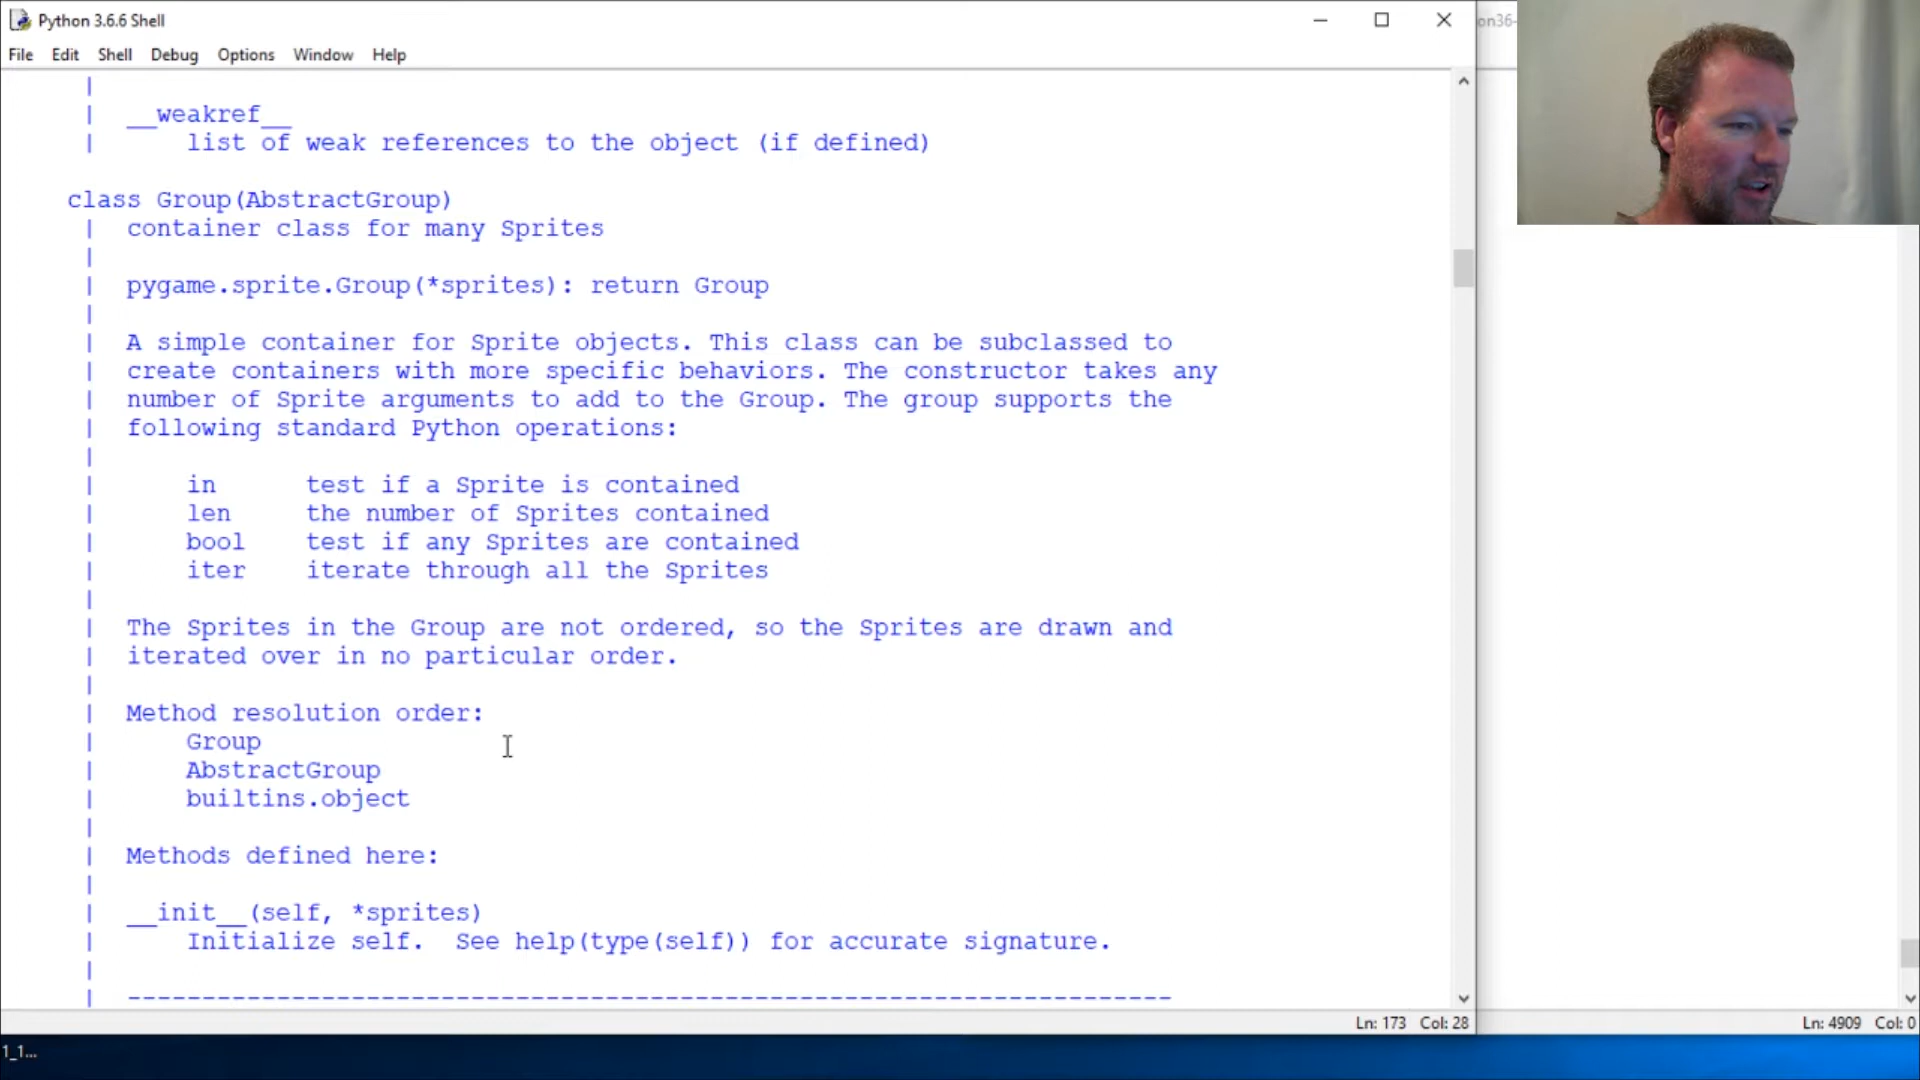 Python 3.6.6 Shell
on36-
File Edit Shell Debug Options Window Help
|
| __weakref__
| list of weak references to the object (if defined)
class Group(AbstractGroup)
| container class for many Sprites
|
| pygame.sprite.Group(*sprites): return Group
|
| A simple container for Sprite objects. This class can be subclassed to
| create containers with more specific behaviors. The constructor takes any
| number of Sprite arguments to add to the Group. The group supports the
| following standard Python operations:
|
| in test if a Sprite is contained
| len the number of Sprites contained
| bool test if any Sprites are contained
| iter iterate through all the Sprites
|
| The Sprites in the Group are not ordered, so the Sprites are drawn and
| iterated over in no particular order.
|
| Method resolution order:
| Group
| AbstractGroup
| builtins.object
|
| Methods defined here:
|
| __init__(self, *sprites)
| Initialize self. See help(type(self)) for accurate signature.
|
| ----------------------------------------------------------------------
Ln: 173 Col: 28
Ln: 4909 Col: 0
1_1...